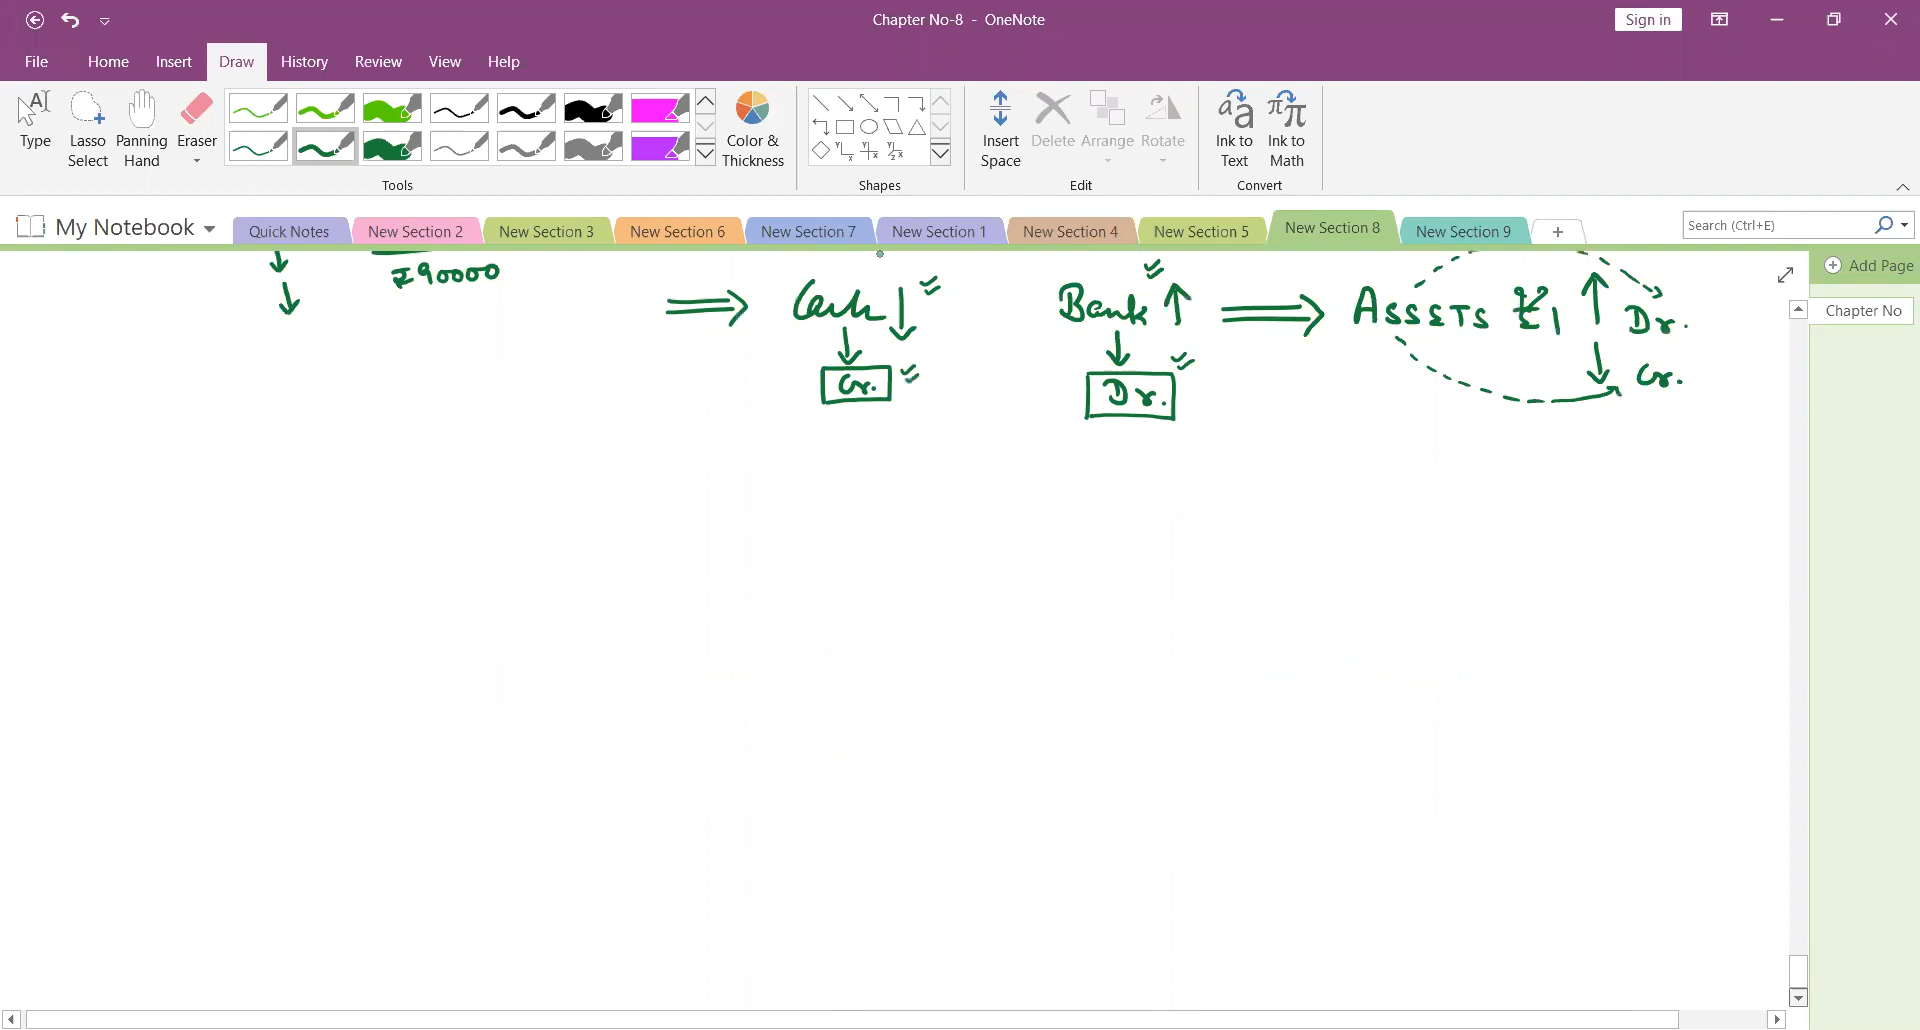 Chapter No-8 - OneNote
Sign in
File Home Insert Draw History Review View Help
Type
Lasso Select
Panning Hand
Eraser
Color & Thickness
Insert Space
Delete
Arrange
Rotate
Ink to Text
Ink to Math
Tools
Shapes
Edit
Convert
My Notebook
Quick Notes
New Section 2
New Section 3
New Section 6
New Section 7
New Section 1
New Section 4
New Section 5
New Section 8
New Section 9
Search (Ctrl+E)
Add Page
Chapter No
₹90000
Cash ↓ Bank ↑ ⇒ ASSETS ↑ Dr.
Cr. Dr. ↓ Cr.